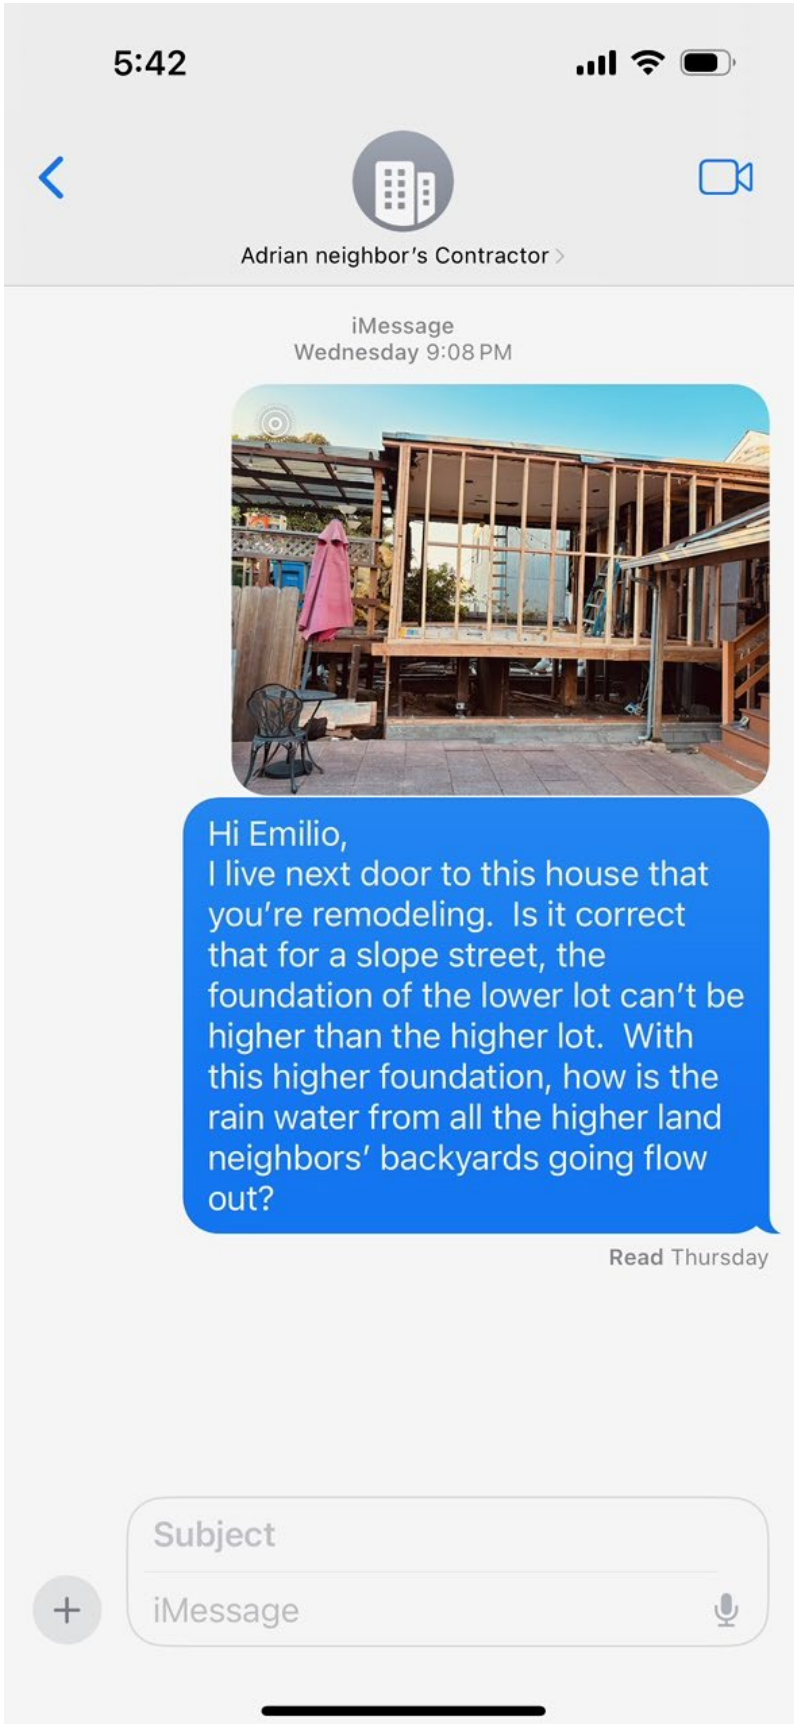 5:42
Adrian neighbor's Contractor
iMessage
Wednesday 9:08 PM
Hi Emilio,
I live next door to this house that
you're remodeling.  Is it correct
that for a slope street, the
foundation of the lower lot can't be
higher than the higher lot.  With
this higher foundation, how is the
rain water from all the higher land
neighbors' backyards going flow
out?
Read Thursday
Subject
iMessage